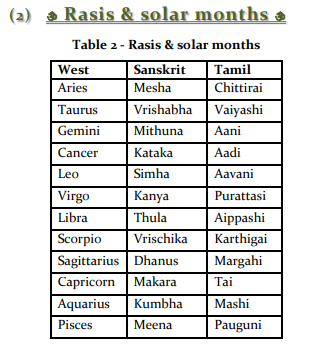 (2) ೲ Rasis & solar months ೲ
Table 2 - Rasis & solar months
West Sanskrit Tamil
Aries Mesha Chittirai
Taurus Vrishabha Vaiyashi
Gemini Mithuna Aani
Cancer Kataka Aadi
Leo Simha Aavani
Virgo Kanya Purattasi
Libra Thula Aippashi
Scorpio Vrischika Karthigai
Sagittarius Dhanus Margahi
Capricorn Makara Tai
Aquarius Kumbha Mashi
Pisces Meena Pauguni